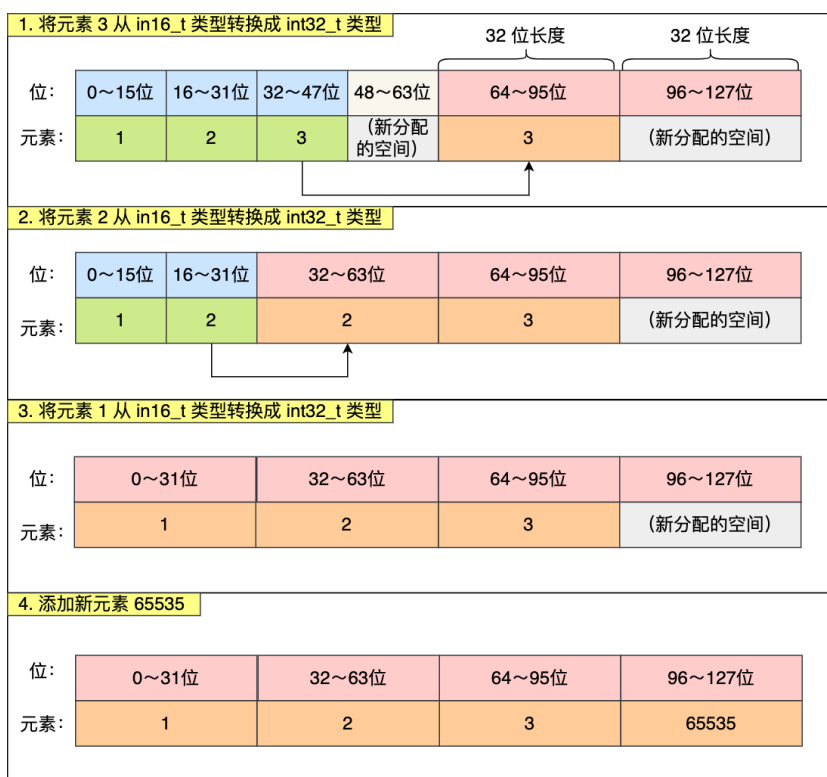 1. 将元素 3 从 in16_t 类型转换成 int32_t 类型
32 位长度 32 位长度
位： 0～15位 16～31位 32～47位 48～63位 64～95位 96～127位
元素： 1 2 3 （新分配 3 （新分配的空间）
的空间）
2. 将元素 2 从 in16_t 类型转换成 int32_t 类型
位： 0～15位 16～31位 32～63位 64～95位 96～127位
元素： 1 2 2 3 （新分配的空间）
3. 将元素 1 从 in16_t 类型转换成 int32_t 类型
位： 0～31位 32～63位 64～95位 96～127位
元素： 1 2 3 （新分配的空间）
4. 添加新元素 65535
位： 0～31位 32～63位 64～95位 96～127位
元素： 1 2 3 65535